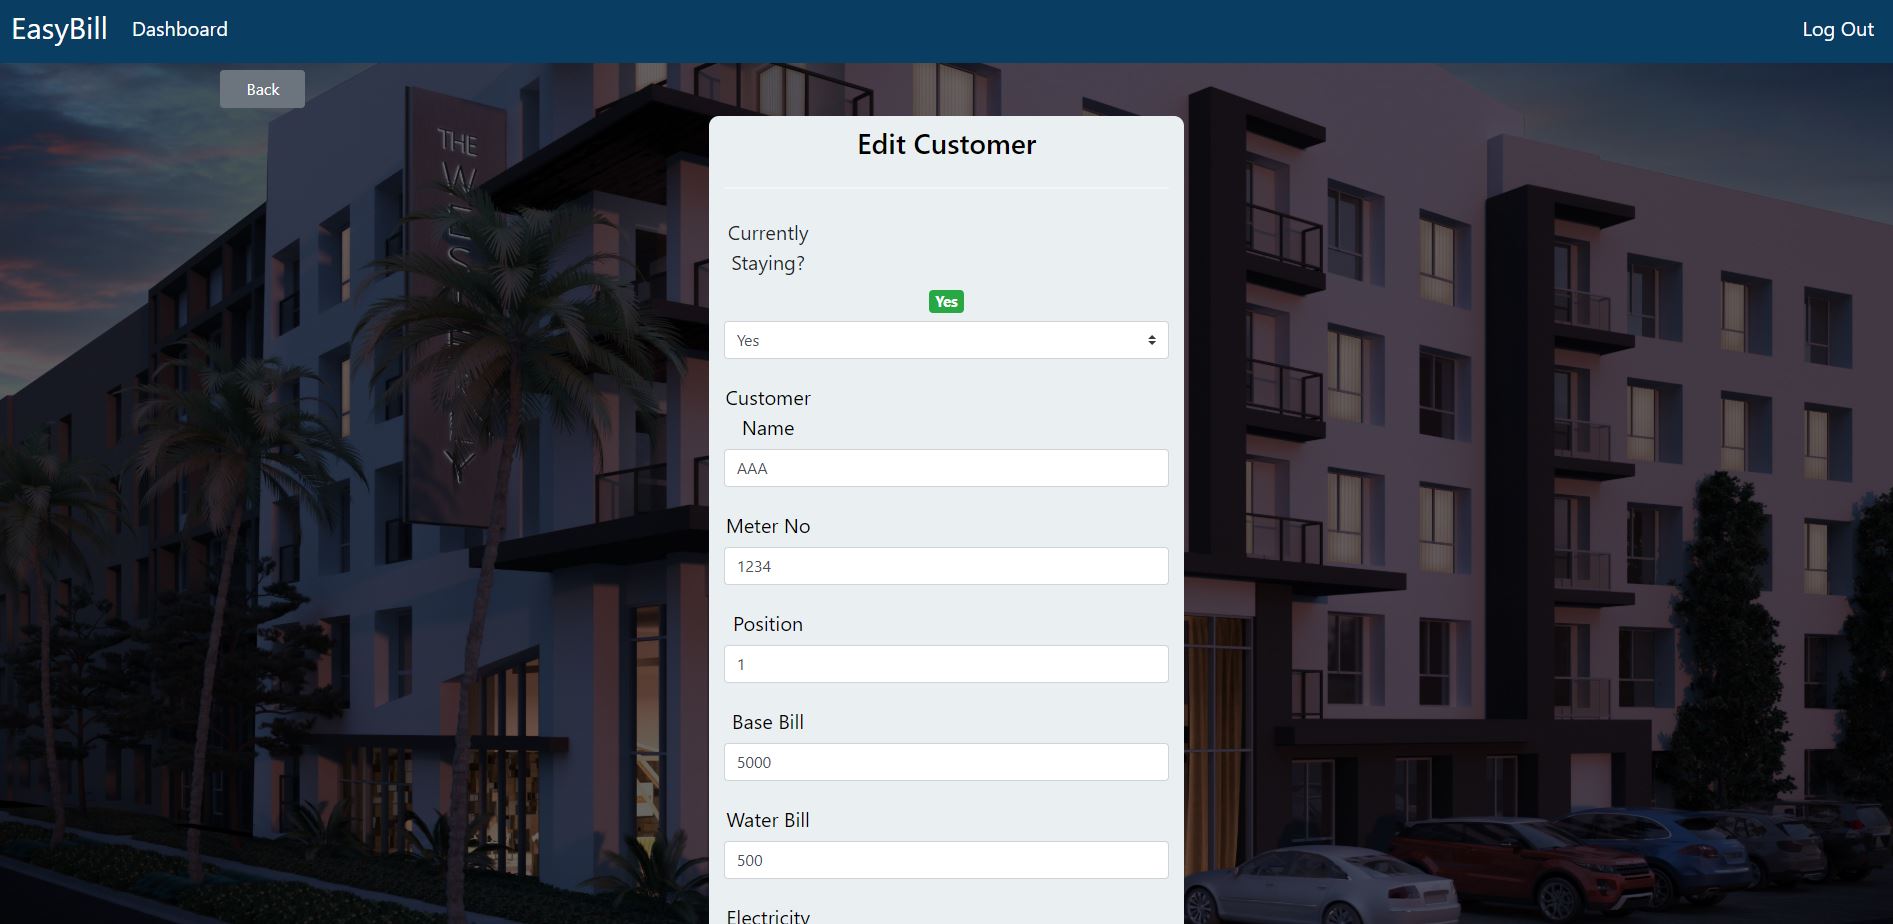 EasyBill Dashboard Log Out
Back
THE
Edit Customer
Currently
Staying?
Yes
Yes
Customer
Name
AAA
Meter No
1234
Position
1
Base Bill
5000
Water Bill
500
Electricity